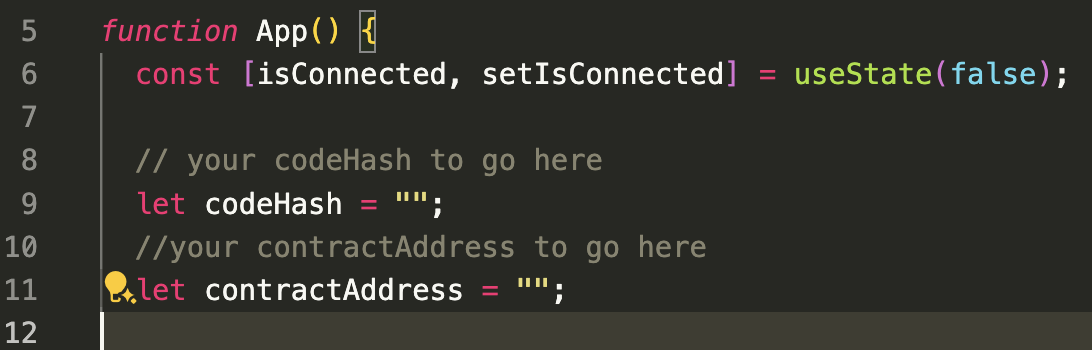 5 function App() {
6 const [isConnected, setIsConnected] = useState(false);
7
8 // your codeHash to go here
9 let codeHash = "";
10 //your contractAddress to go here
11 let contractAddress = "";
12